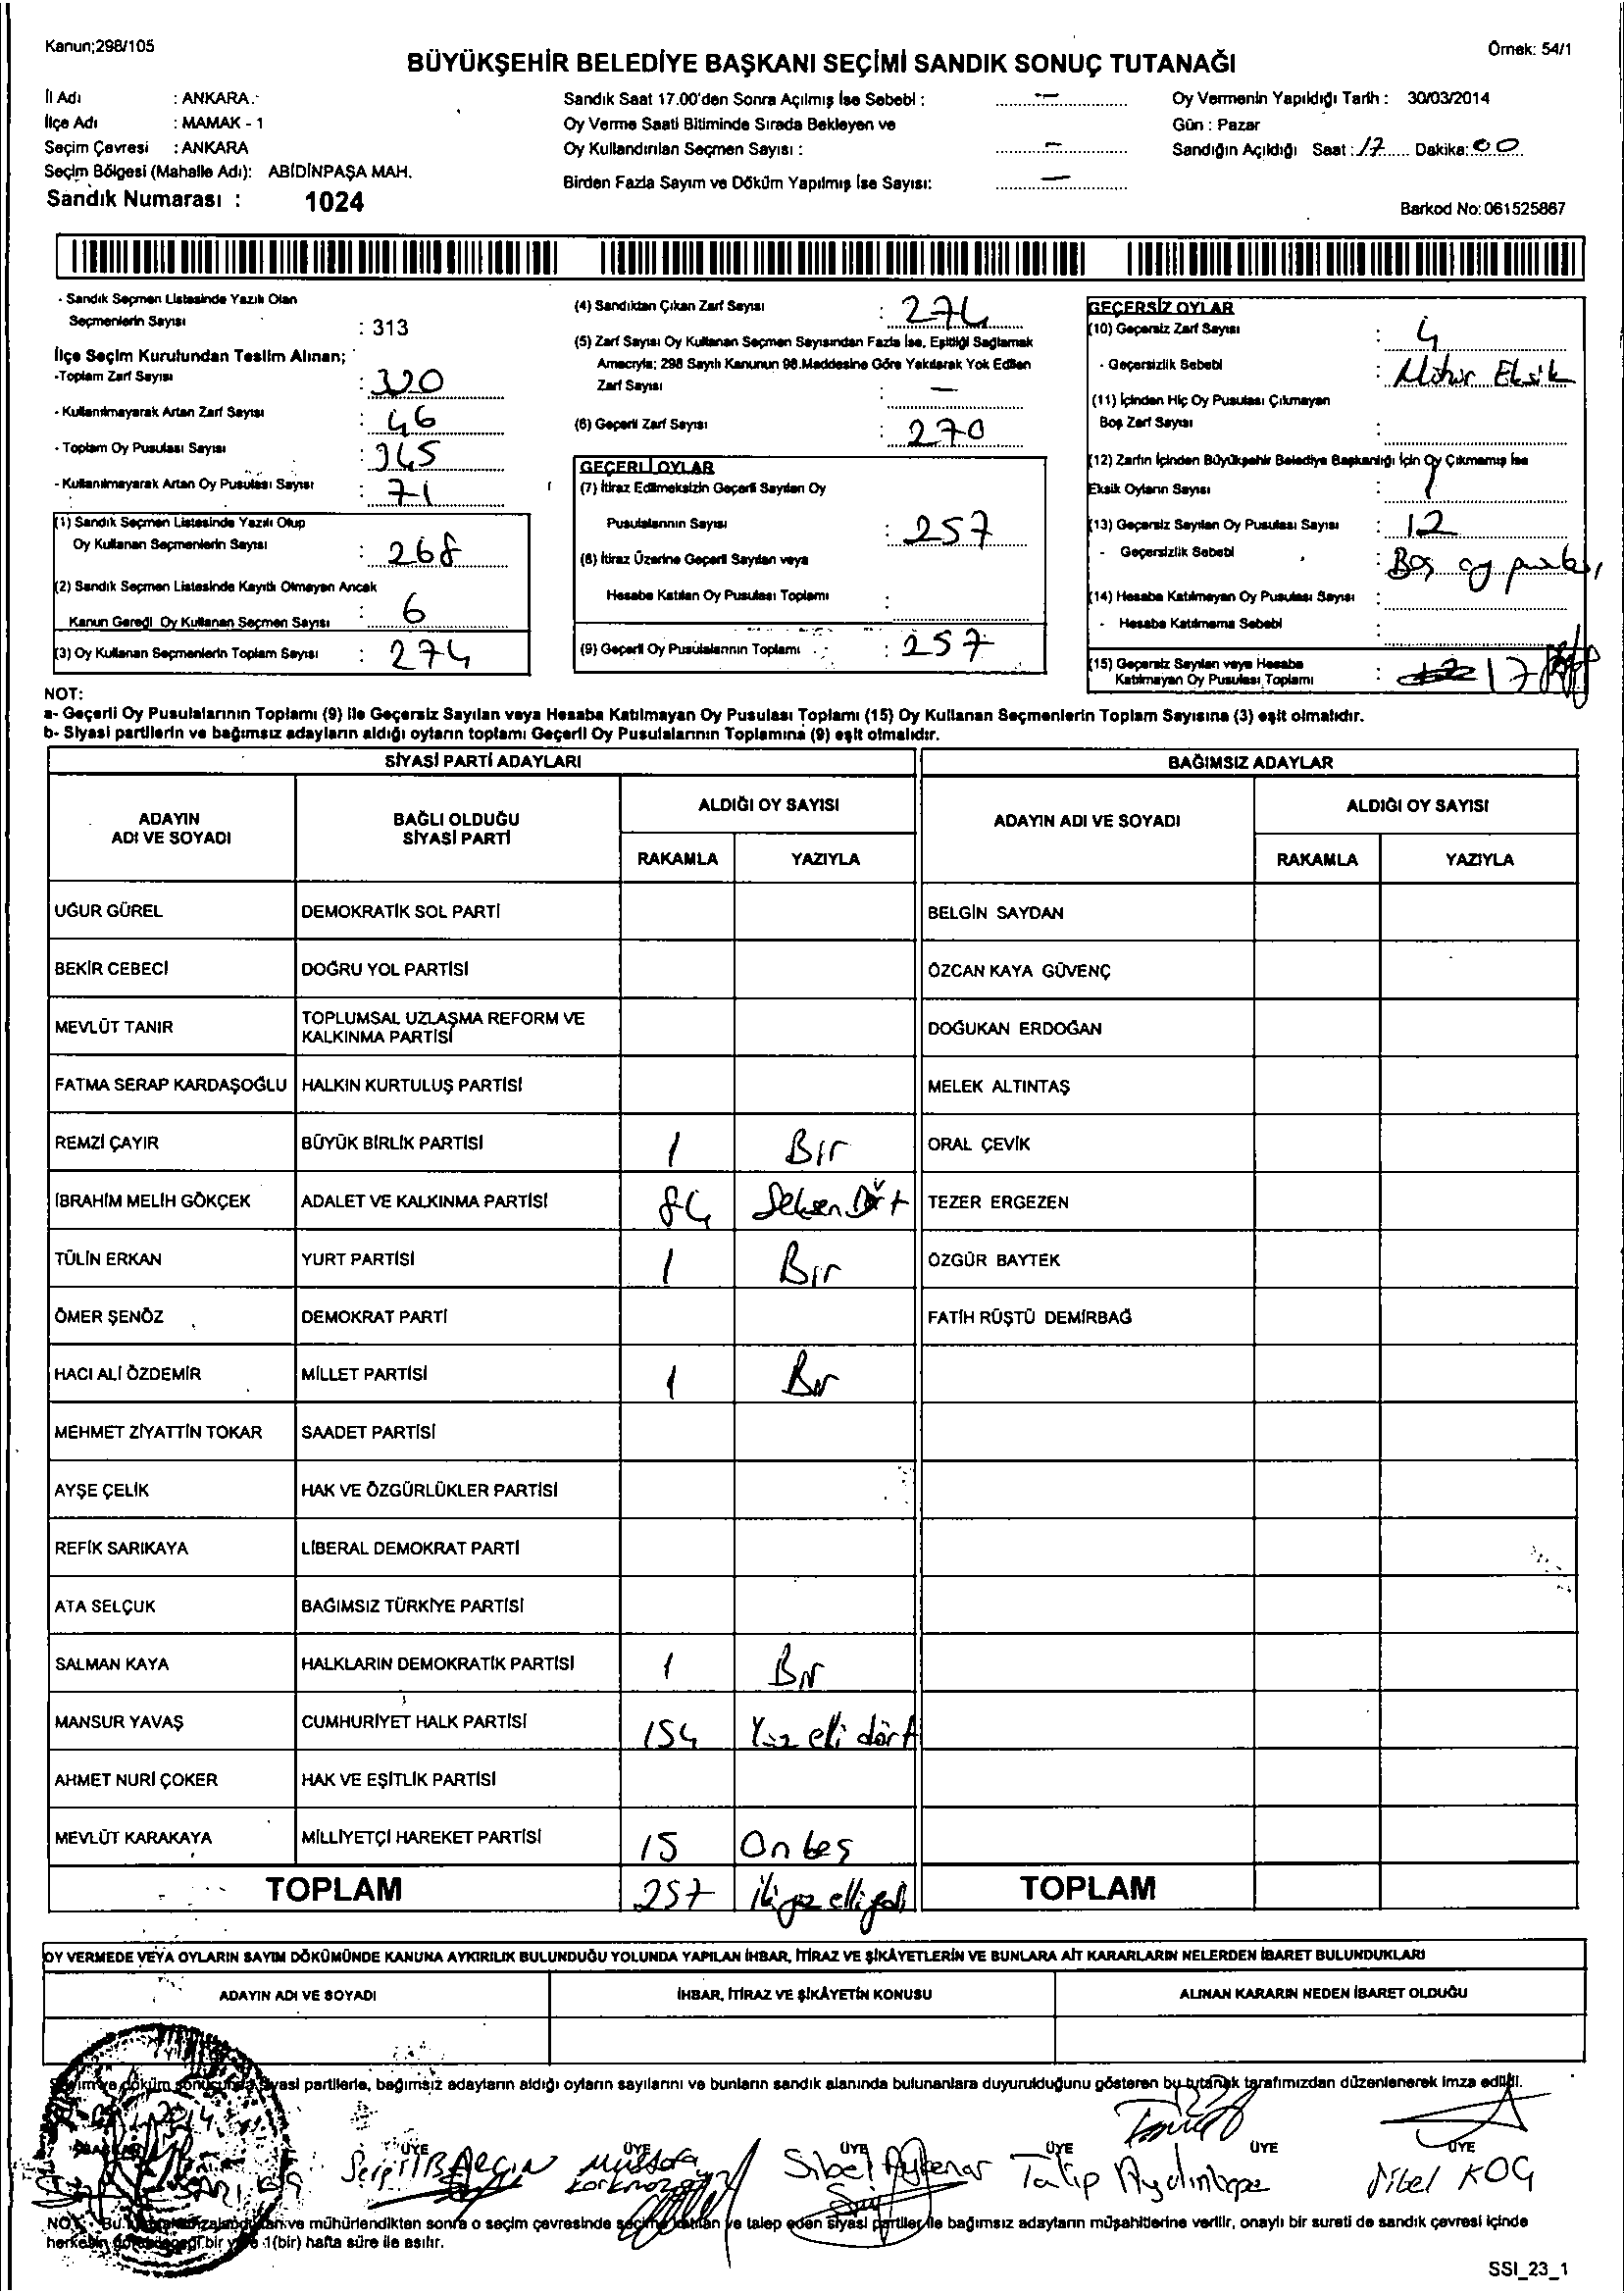 Kanun;298/105
Örnek: 54/1
BÜYÜKŞEHİR BELEDİYE BAŞKANI SEÇİMİ SANDIK SONUÇ TUTANAĞI
İl Adı : ANKARA
İlçe Adı : MAMAK - 1
Seçim Çevresi : ANKARA
Seçim Bölgesi (Mahalle Adı): ABİDİNPAŞA MAH.
Sandık Numarası : 1024
Sandık Saat 17.00'den Sonra Açılmış İse Sebebi : —
Oy Verme Saati Bitiminde Sırada Bekleyen ve
Oy Kullandırılan Seçmen Sayısı : —
Birden Fazla Sayım ve Döküm Yapılmış İse Sayısı: —
Oy Vermenin Yapıldığı Tarih : 30/03/2014
Gün : Pazar
Sandığın Açıldığı Saat : 17 Dakika: 00
Barkod No: 061525867
- Sandık Seçmen Listesinde Yazılı Olan
Seçmenlerin Sayısı : 313
İlçe Seçim Kurulundan Teslim Alınan;
-Toplam Zarf Sayısı : 320
- Kullanılmayarak Artan Zarf Sayısı : 46
- Toplam Oy Pusulası Sayısı : 345
- Kullanılmayarak Artan Oy Pusulası Sayısı : 71
(1) Sandık Seçmen Listesinde Yazılı Olup
Oy Kullanan Seçmenlerin Sayısı : 268
(2) Sandık Seçmen Listesinde Kayıtlı Olmayan Ancak
Kanun Gereği Oy Kullanan Seçmen Sayısı : 6
(3) Oy Kullanan Seçmenlerin Toplam Sayısı : 274
(4) Sandıktan Çıkan Zarf Sayısı : 274
(5) Zarf Sayısı Oy Kullanan Seçmen Sayısından Fazla İse, Eşitliği Sağlamak
Amacıyla; 298 Sayılı Kanunun 98.Maddesine Göre Yakılarak Yok Edilen
Zarf Sayısı : —
(6) Geçerli Zarf Sayısı : 270
GEÇERLİ OYLAR
(7) İtiraz Edilmeksizin Geçerli Sayılan Oy
Pusulalarının Sayısı : 257
(8) İtiraz Üzerine Geçerli Sayılan veya
Hesaba Katılan Oy Pusulası Toplamı :
(9) Geçerli Oy Pusulalarının Toplamı : 257
GEÇERSİZ OYLAR
(10) Geçersiz Zarf Sayısı : 4
- Geçersizlik Sebebi : Mühür Eksik
(11) İçinden Hiç Oy Pusulası Çıkmayan
Boş Zarf Sayısı :
(12) Zarfın İçinden Büyükşehir Belediye Başkanlığı İçin Oy Çıkmamış İse
Eksik Oyların Sayısı : 1
(13) Geçersiz Sayılan Oy Pusulası Sayısı : 12
- Geçersizlik Sebebi : Boş oy pusulası
(14) Hesaba Katılmayan Oy Pusulası Sayısı :
- Hesaba Katılmama Sebebi :
(15) Geçersiz Sayılan veya Hesaba
Katılmayan Oy Pusulası Toplamı : 17
NOT:
a- Geçerli Oy Pusulalarının Toplamı (9) ile Geçersiz Sayılan veya Hesaba Katılmayan Oy Pusulası Toplamı (15) Oy Kullanan Seçmenlerin Toplam Sayısına (3) eşit olmalıdır.
b- Siyasi partilerin ve bağımsız adayların aldığı oyların toplamı Geçerli Oy Pusulalarının Toplamına (9) eşit olmalıdır.
SİYASİ PARTİ ADAYLARI
BAĞIMSIZ ADAYLAR
ADAYIN ADI VE SOYADI
BAĞLI OLDUĞU SİYASİ PARTİ
ALDIĞI OY SAYISI
RAKAMLA YAZIYLA
ADAYIN ADI VE SOYADI
ALDIĞI OY SAYISI
RAKAMLA YAZIYLA
UĞUR GÜREL DEMOKRATİK SOL PARTİ BELGİN SAYDAN
BEKİR CEBECİ DOĞRU YOL PARTİSİ ÖZCAN KAYA GÜVENÇ
MEVLÜT TANIR TOPLUMSAL UZLAŞMA REFORM VE KALKINMA PARTİSİ DOĞUKAN ERDOĞAN
FATMA SERAP KARDAŞOĞLU HALKIN KURTULUŞ PARTİSİ MELEK ALTINTAŞ
REMZİ ÇAYIR BÜYÜK BİRLİK PARTİSİ 1 Bir ORAL ÇEVİK
İBRAHİM MELİH GÖKÇEK ADALET VE KALKINMA PARTİSİ 84 Seksen Dört TEZER ERGEZEN
TÜLİN ERKAN YURT PARTİSİ 1 Bir ÖZGÜR BAYTEK
ÖMER ŞENÖZ DEMOKRAT PARTİ FATİH RÜŞTÜ DEMİRBAĞ
HACI ALİ ÖZDEMİR MİLLET PARTİSİ 1 Bir
MEHMET ZİYATTİN TOKAR SAADET PARTİSİ
AYŞE ÇELİK HAK VE ÖZGÜRLÜKLER PARTİSİ
REFİK SARIKAYA LİBERAL DEMOKRAT PARTİ
ATA SELÇUK BAĞIMSIZ TÜRKİYE PARTİSİ
SALMAN KAYA HALKLARIN DEMOKRATİK PARTİSİ 1 Bir
MANSUR YAVAŞ CUMHURİYET HALK PARTİSİ 154 Yüz elli dört
AHMET NURİ ÇOKER HAK VE EŞİTLİK PARTİSİ
MEVLÜT KARAKAYA MİLLİYETÇİ HAREKET PARTİSİ 15 On beş
TOPLAM 257 ikiyüz elli yedi TOPLAM
OY VERMEDE VEYA OYLARIN SAYIM DÖKÜMÜNDE KANUNA AYKIRILIK BULUNDUĞU YOLUNDA YAPILAN İHBAR, İTİRAZ VE ŞİKÂYETLERİN VE BUNLARA AİT KARARLARIN NELERDEN İBARET BULUNDUKLARI
ADAYIN ADI VE SOYADI İHBAR, İTİRAZ VE ŞİKÂYETİN KONUSU ALINAN KARARIN NEDEN İBARET OLDUĞU
döküm sonucunda siyasi partilerle, bağımsız adayların aldığı oyların sayılarını ve bunların sandık alanında bulunanlara duyurulduğunu gösteren bu tutanak tarafımızdan düzenlenerek imza edildi.
ÜYE ÜYE ÜYE ÜYE ÜYE ÜYE
Serpil BALÇIN Mustafa Korkmaz Sibel Aykenar Talip Aydıntepe Sibel KOÇ
ve mühürlendikten sonra o seçim çevresinde seçime katılan ve talep eden siyasi partiler ile bağımsız adayların müşahitlerine verilir, onaylı bir sureti de sandık çevresi içinde
bir yere 1(bir) hafta süre ile asılır.
SSI_23_1